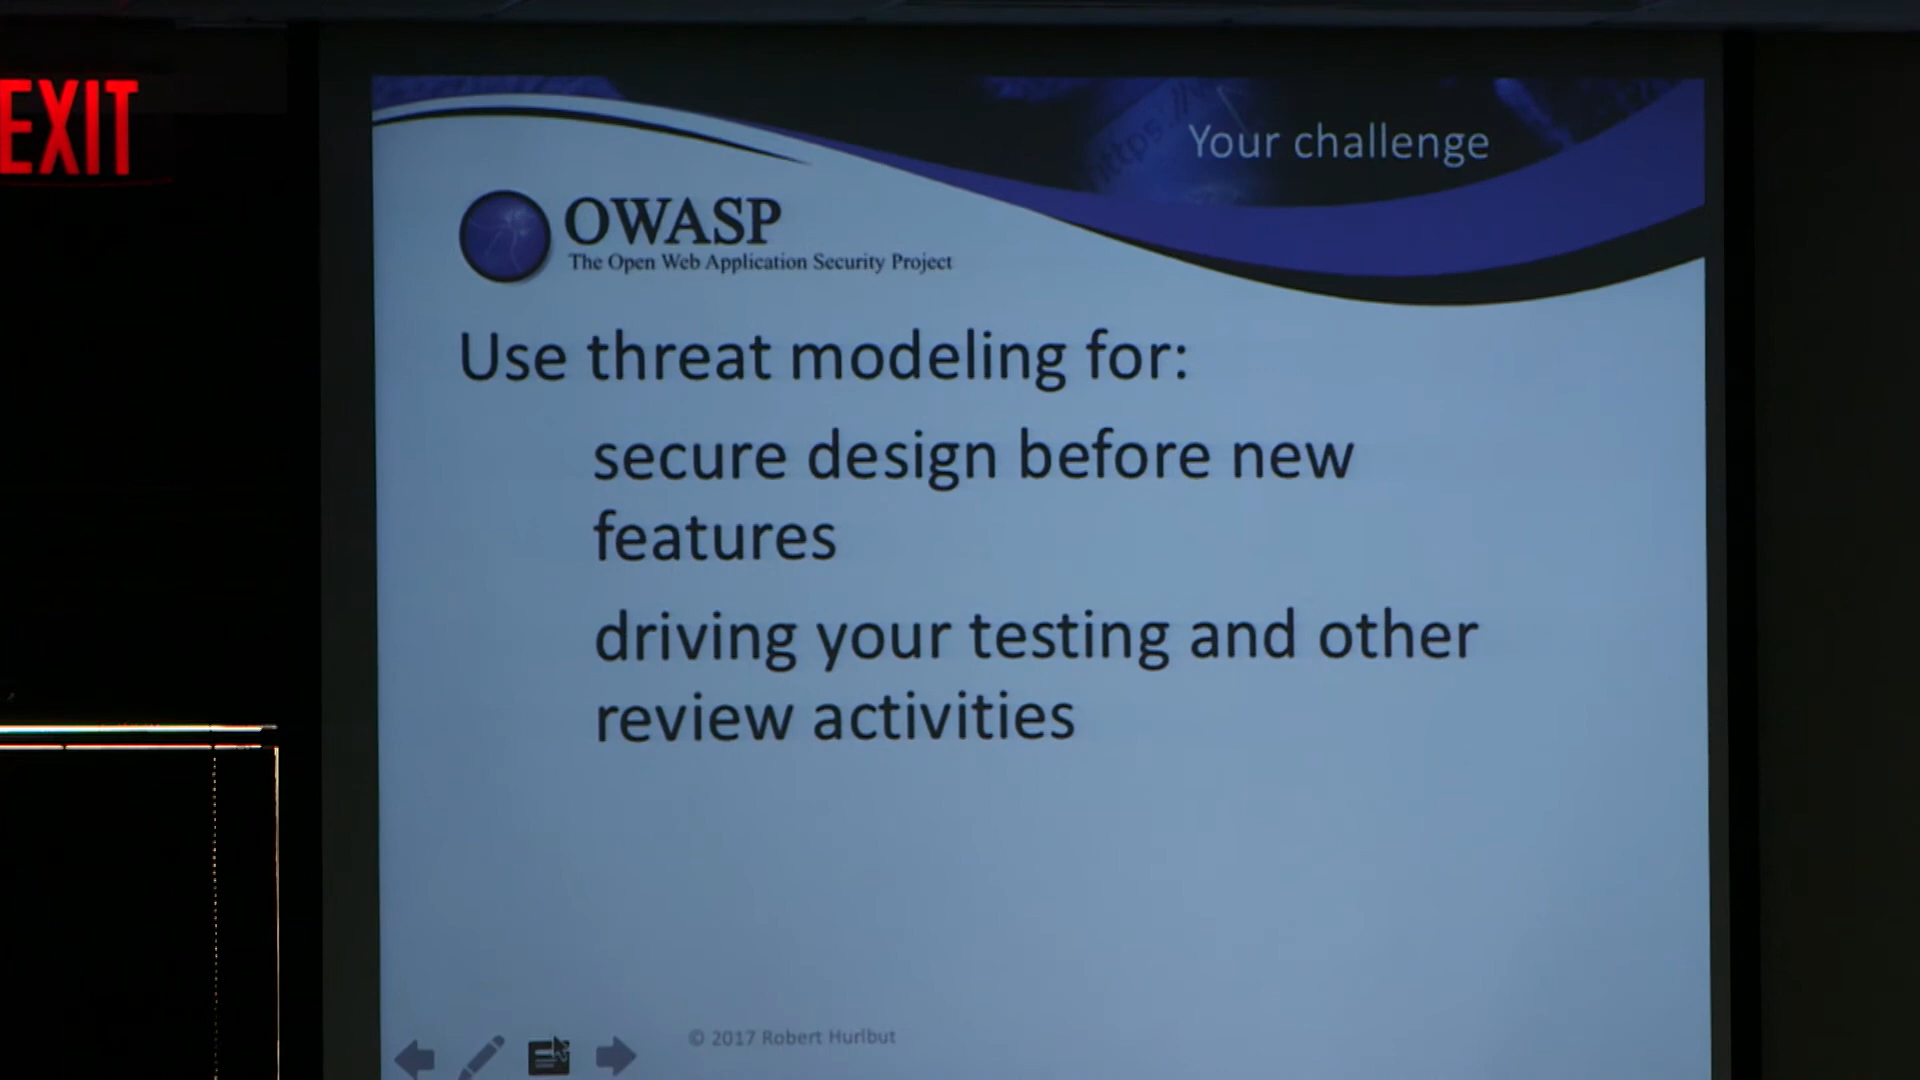 EXIT
Your challenge
OWASP
The Open Web Application Security Project
Use threat modeling for:
secure design before new
features
driving your testing and other
review activities
© 2017 Robert Hurlbut